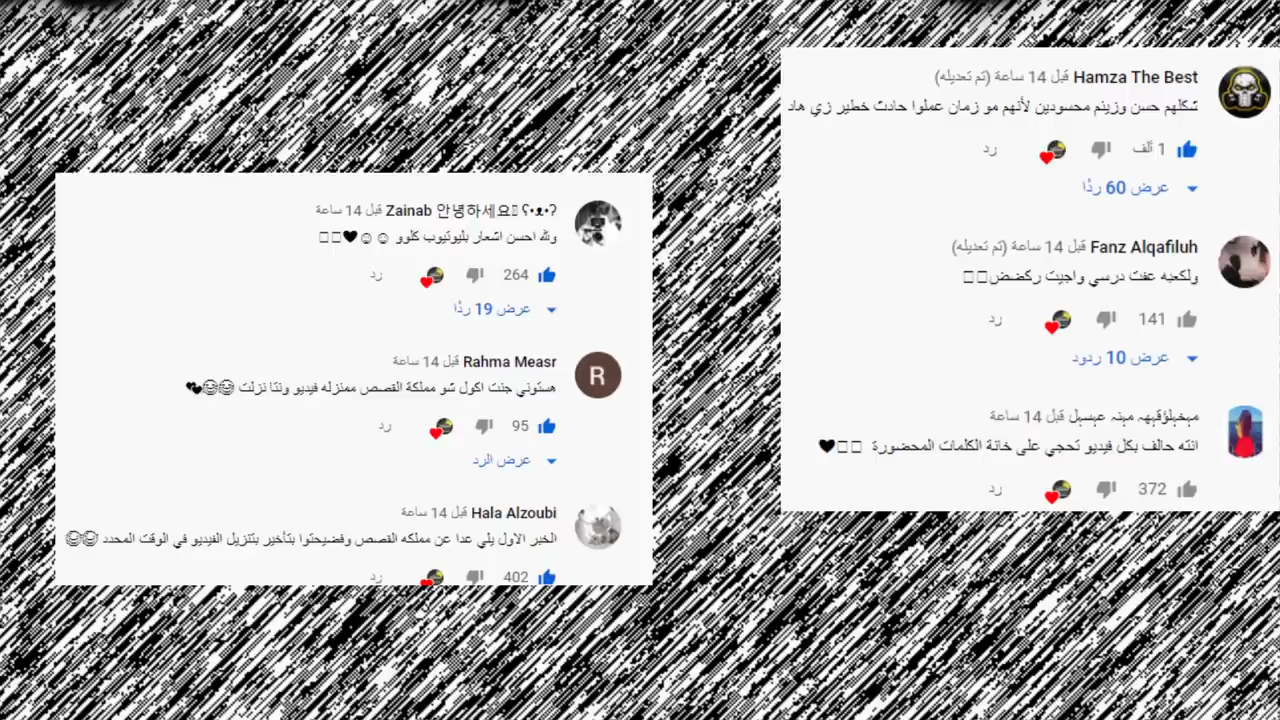 Hamza The Best قبل 14 ساعة (تم تعديله)
شكلهم حسن وزينم محسودين لأنهم مو زمان عملوا حادث خطير زي هاد
1 ألف رد
عرض 60 ردًا
Fanz Alqafiluh قبل 14 ساعة (تم تعديله)
ولكعبه عفت درسي واجيت ركضض
141 رد
عرض 10 ردود
قبل 14 ساعة
انته حالف بكل فيديو تحجي على خانة الكلمات المحضورة 🖤
372 رد
Zainab 안녕하세요 ʕ•ᴥ•ʔ قبل 14 ساعة
ولله احسن اشعار بليوتيوب كلوو ☺☺🖤
264 رد
عرض 19 ردًا
Rahma Measr قبل 14 ساعة
هستوني جنت اكول شو مملكة القصص ممنزله فيديو ونتا نزلت 😂😂💕
R
95 رد
عرض الرد
Hala Alzoubi قبل 14 ساعة
الخبر الاول يلي عدا عن مملكه القصص وفضيحتوا بتأخير بتنزيل الفيديو في الوقت المحدد 😂😂
402 رد